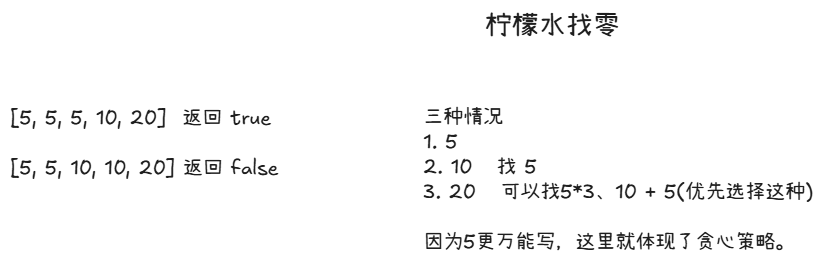 柠檬水找零
[5, 5, 5, 10, 20] 返回 true
[5, 5, 10, 10, 20] 返回 false
三种情况
1. 5
2. 10 找 5
3. 20 可以找5*3、10 + 5(优先选择这种)
因为5更万能写，这里就体现了贪心策略。